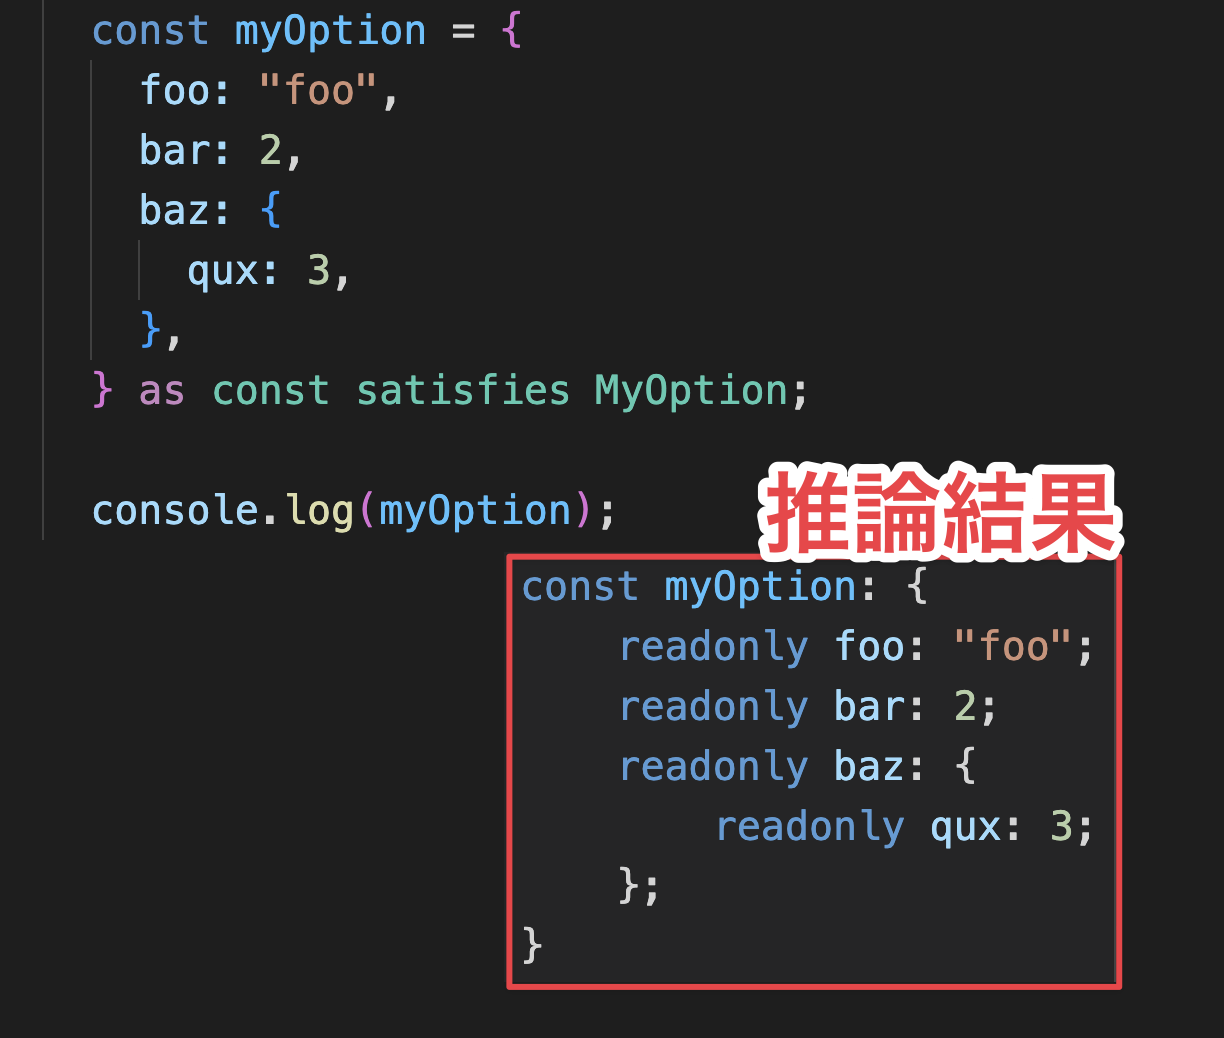 const myOption = {
  foo: "foo",
  bar: 2,
  baz: {
    qux: 3,
  },
} as const satisfies MyOption;
console.log(myOption);
推論結果
const myOption: {
    readonly foo: "foo";
    readonly bar: 2;
    readonly baz: {
        readonly qux: 3;
    };
}